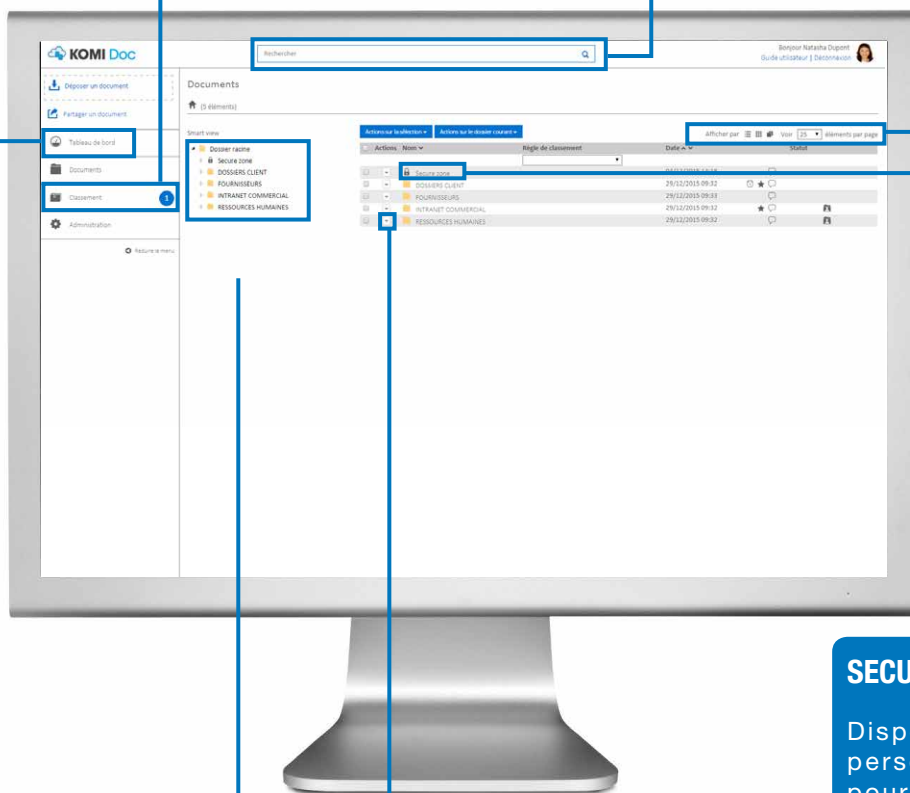 KOMI Doc
Rechercher
Bonjour Natasha Dupont
Guide utilisateur | Déconnexion
Déposer un document
Partager un document
Tableau de bord
Documents
Classement 1
Administration
Réduire le menu
Documents
(5 éléments)
Smart view
Dossier racine
Secure zone
DOSSIERS CLIENT
FOURNISSEURS
INTRANET COMMERCIAL
RESSOURCES HUMAINES
Actions sur la sélection Actions sur le dossier courant
Afficher par Voir 25 éléments par page
Actions Nom Règle de classement Date Statut
Secure zone
DOSSIERS CLIENT 29/12/2015 09:32
FOURNISSEURS 29/12/2015 09:33
INTRANET COMMERCIAL 29/12/2015 09:32
RESSOURCES HUMAINES 29/12/2015 09:32
SECU
Disp
pers
pour